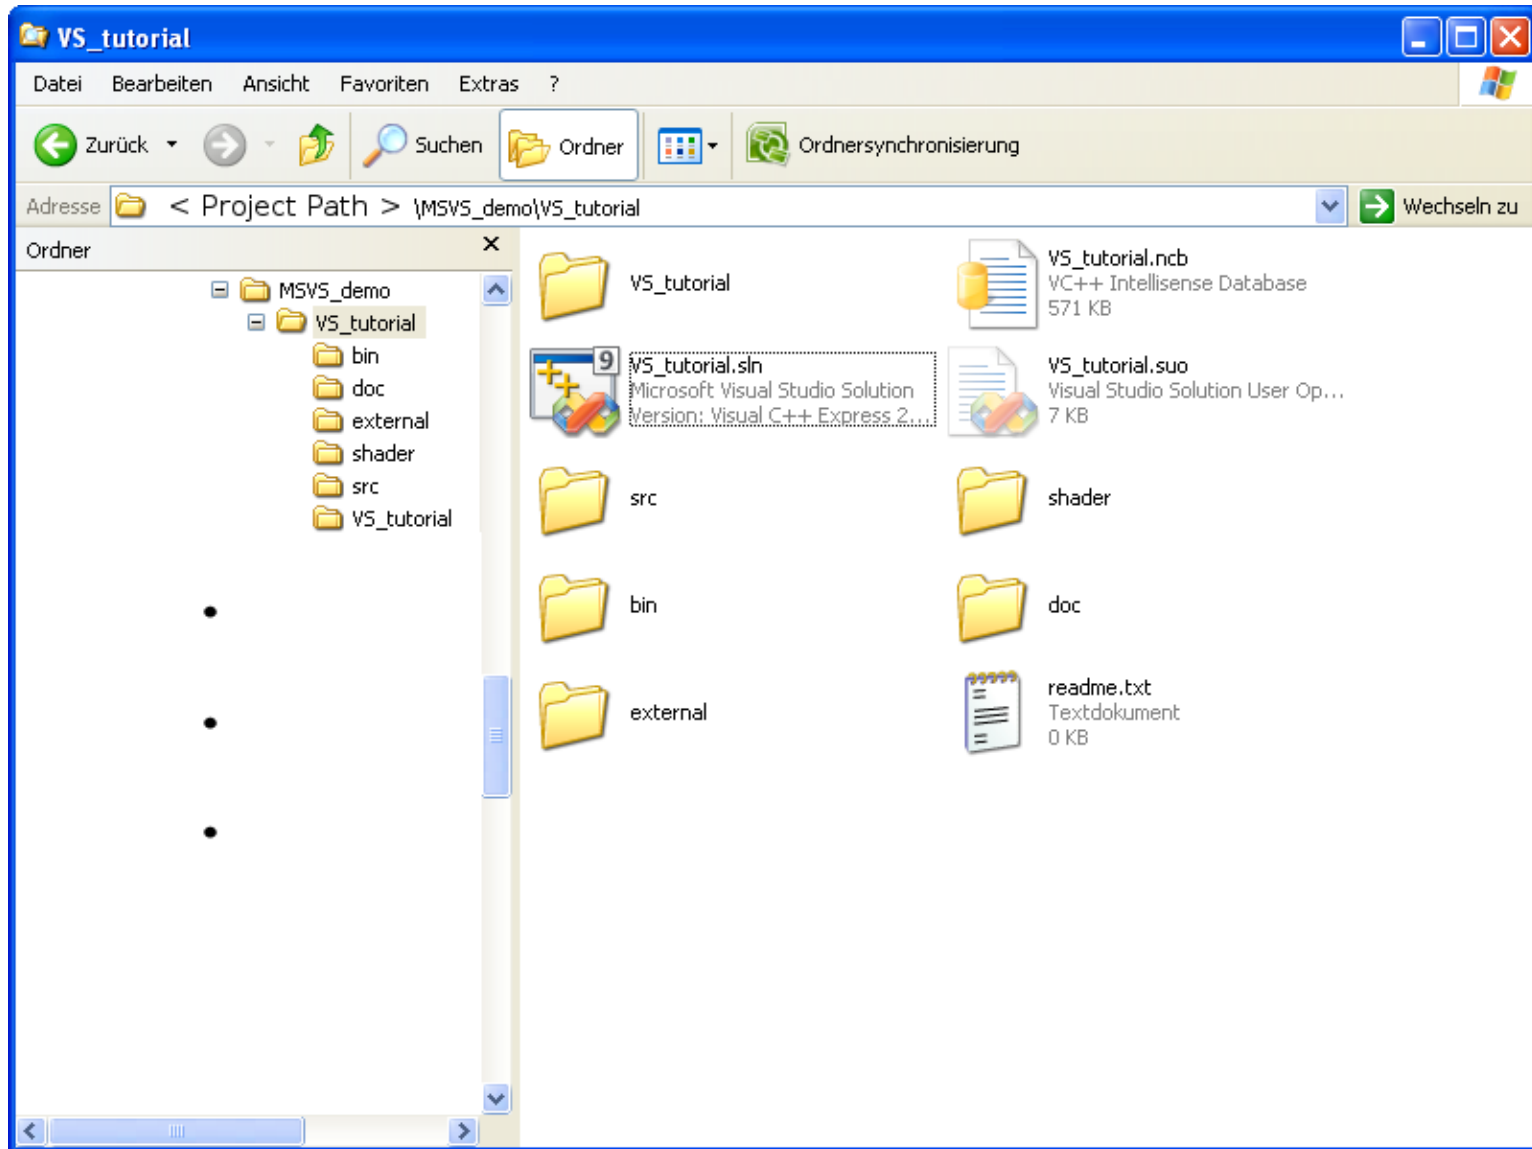 VS_tutorial
Datei Bearbeiten Ansicht Favoriten Extras ?
Zurück Suchen Ordner Ordnersynchronisierung
Adresse < Project Path > \MSVS_demo\VS_tutorial Wechseln zu
Ordner
MSVS_demo
VS_tutorial
bin
doc
external
shader
src
VS_tutorial
VS_tutorial
VS_tutorial.ncb
VC++ Intellisense Database
571 KB
9
VS_tutorial.sln
Microsoft Visual Studio Solution
Version: Visual C++ Express 2...
VS_tutorial.suo
Visual Studio Solution User Op...
7 KB
src
shader
bin
doc
external
readme.txt
Textdokument
0 KB